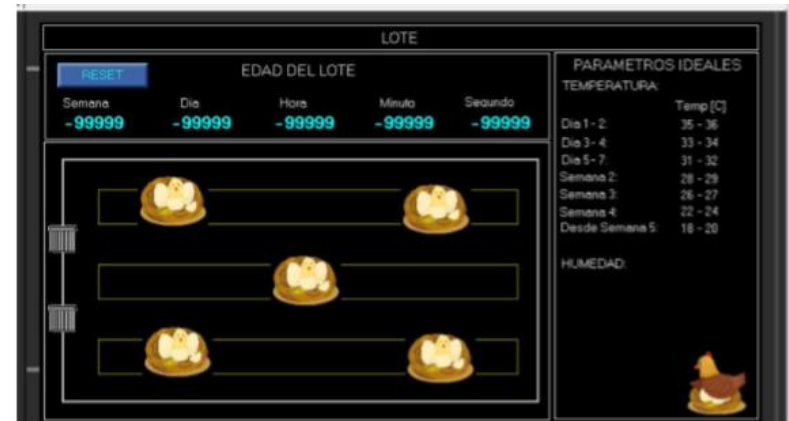 LOTE
RESET
EDAD DEL LOTE
Semana Dia Hora Minuto Segundo
-99999 -99999 -99999 -99999 -99999
PARAMETROS IDEALES
TEMPERATURA:
Temp [C]
Dia 1 - 2: 35 - 36
Dia 3 - 4: 33 - 34
Dia 5 - 7: 31 - 32
Semana 2: 28 - 29
Semana 3: 26 - 27
Semana 4: 22 - 24
Desde Semana 5: 18 - 20
HUMEDAD: